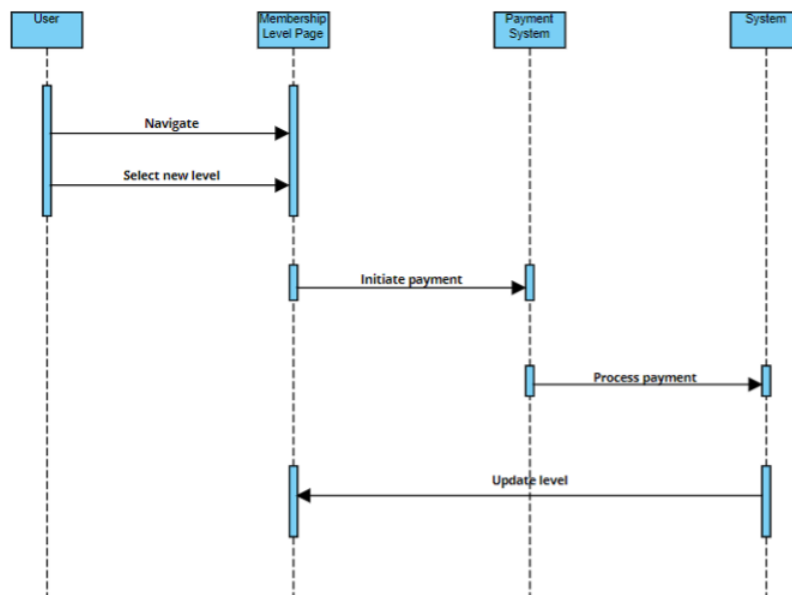 User
Membership
Level Page
Payment
System
System
Navigate
Select new level
Initiate payment
Process payment
Update level